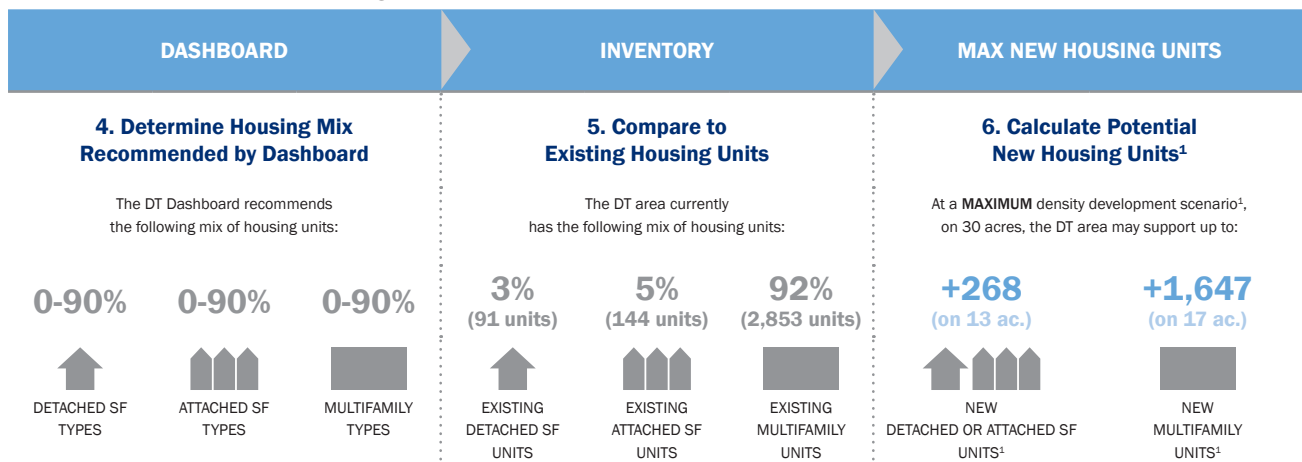 DASHBOARD
INVENTORY
MAX NEW HOUSING UNITS
4. Determine Housing Mix
Recommended by Dashboard
The DT Dashboard recommends
the following mix of housing units:
0-90%
0-90%
0-90%
DETACHED SF
TYPES
ATTACHED SF
TYPES
MULTIFAMILY
TYPES
5. Compare to
Existing Housing Units
The DT area currently
has the following mix of housing units:
3%
(91 units)
5%
(144 units)
92%
(2,853 units)
EXISTING
DETACHED SF
UNITS
EXISTING
ATTACHED SF
UNITS
EXISTING
MULTIFAMILY
UNITS
6. Calculate Potential
New Housing Units¹
At a MAXIMUM density development scenario¹,
on 30 acres, the DT area may support up to:
+268
(on 13 ac.)
+1,647
(on 17 ac.)
NEW
DETACHED OR ATTACHED SF
UNITS¹
NEW
MULTIFAMILY
UNITS¹